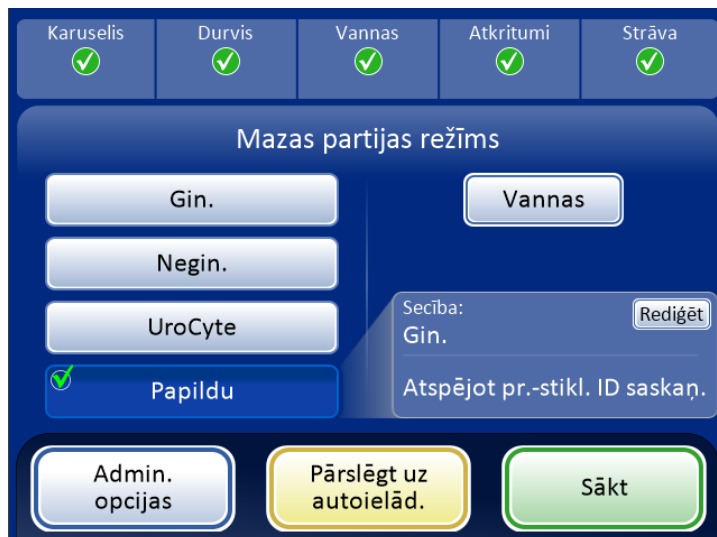 Karuselis
Durvis
Vannas
Atkritumi
Strāva
Mazas partijas režīms
Gin.
Negin.
UroCyte
Papildu
Vannas
Secība:
Gin.
Rediģēt
Atspējot pr.-stikl. ID saskaņ.
Admin.
opcijas
Pārslēgt uz
autoielād.
Sākt